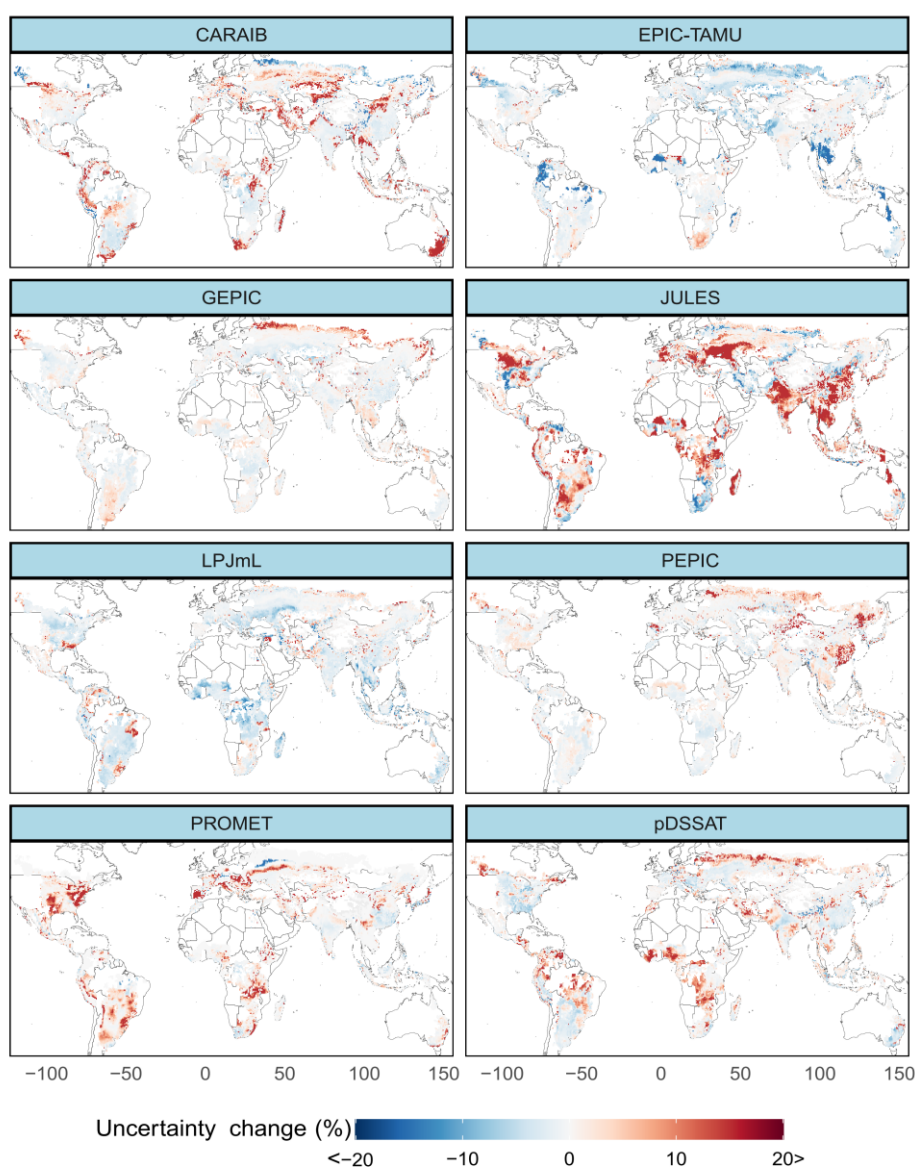 CARAIB EPIC-TAMU
GEPIC JULES
LPJmL PEPIC
PROMET pDSSAT
−100 −50 0 50 100 150 −100 −50 0 50 100 150
Uncertainty change (%)
<−20 −10 0 10 20>